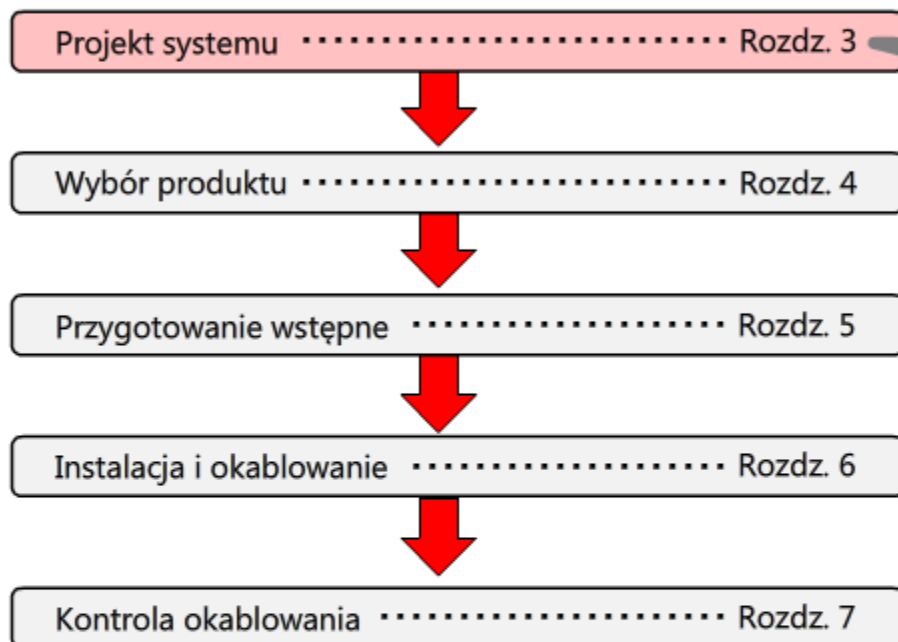 Projekt systemu ........................... Rozdz. 3
Wybór produktu ........................... Rozdz. 4
Przygotowanie wstępne .................... Rozdz. 5
Instalacja i okablowanie .................... Rozdz. 6
Kontrola okablowania ...................... Rozdz. 7